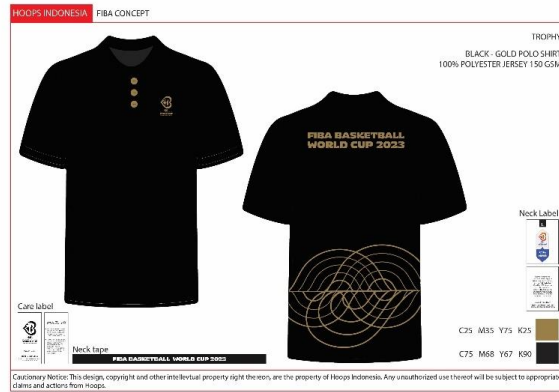 HOOPS INDONESIA FIBA CONCEPT
TROPHY
BLACK - GOLD POLO SHIRT
100% POLYESTER JERSEY 150 GSM
FIBA BASKETBALL
WORLD CUP 2023
Neck Label
Care label
Neck tape
FIBA BASKETBALL WORLD CUP 2023
C25 M35 Y75 K25
C75 M68 Y67 K90
Cautionary Notice: This design, copyright and other intellectual property right thereon, are the property of Hoops Indonesia. Any unauthorized use thereof will be subject to appropriate
claims and actions from Hoops.